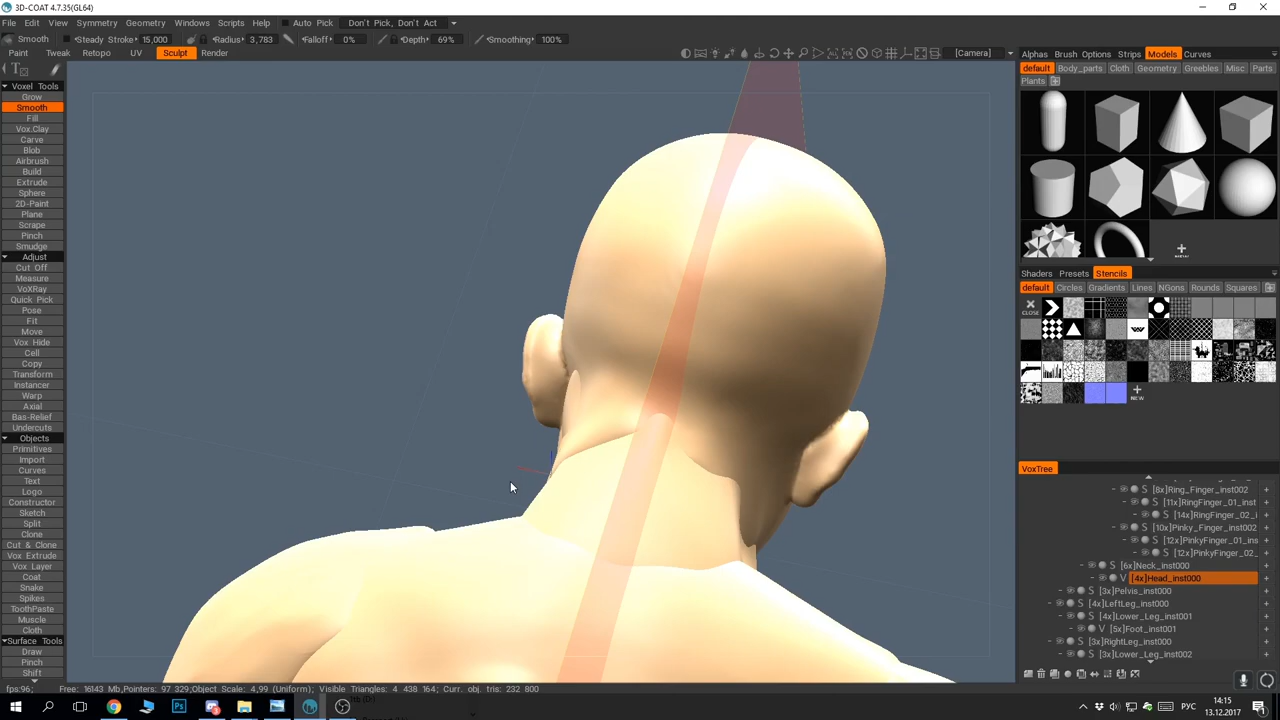 3D-COAT 4.7.35(GL64)
File Edit View Symmetry Geometry Windows Scripts Help Auto Pick Don't Pick, Don't Act
Smooth Steady Stroke 15,000 Radius 3,783 Falloff 0% Depth 69% Smoothing 100%
Paint Tweak Retopo UV Sculpt Render [Camera]
Alphas Brush Options Strips Models Curves
default Body_parts Cloth Geometry Greebles Misc Parts
Plants
Voxel Tools
Grow
Smooth
Fill
Vox.Clay
Carve
Blob
Airbrush
Build
Extrude
Sphere
2D-Paint
Plane
Scrape
Pinch
Smudge
Adjust
Cut Off
Measure
VoXRay
Quick Pick
Pose
Fit
Move
Vox Hide
Cell
Copy
Transform
Instancer
Warp
Axial
Bas-Relief
Undercuts
Objects
Primitives
Import
Curves
Text
Logo
Constructor
Sketch
Split
Clone
Cut & Clone
Vox Extrude
Vox Layer
Coat
Snake
Spikes
ToothPaste
Muscle
Cloth
Surface Tools
Draw
Pinch
Shift
NEW
Shaders Presets Stencils
default Circles Gradients Lines NGons Rounds Squares
CLOSE
NEW
VoxTree
S [8x]Ring_Finger_inst002
S [11x]RingFinger_01_inst
S [14x]RingFinger_02_i
S [10x]Pinky_Finger_inst002
S [12x]PinkyFinger_01_ins
S [12x]PinkyFinger_02_
S [6x]Neck_inst000
V [4x]Head_inst000
S [3x]Pelvis_inst000
S [4x]LeftLeg_inst000
S [4x]Lower_Leg_inst001
V [5x]Foot_inst001
S [3x]RightLeg_inst000
S [3x]Lower_Leg_inst002
fps:96; Free: 16143 Mb,Pointers: 97 329;Object Scale: 4,99 (Uniform), Visible Triangles: 4 438 164; Curr. obj. tris: 232 800
РУС
14:15
13.12.2017